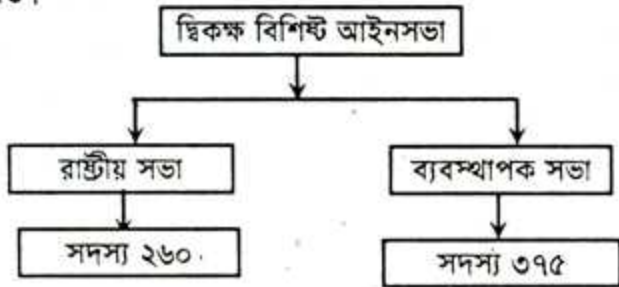 দ্বিকক্ষ বিশিষ্ট আইনসভা
রাষ্ট্রীয় সভা
ব্যবস্থাপক সভা
সদস্য ২৬০
সদস্য ৩৭৫